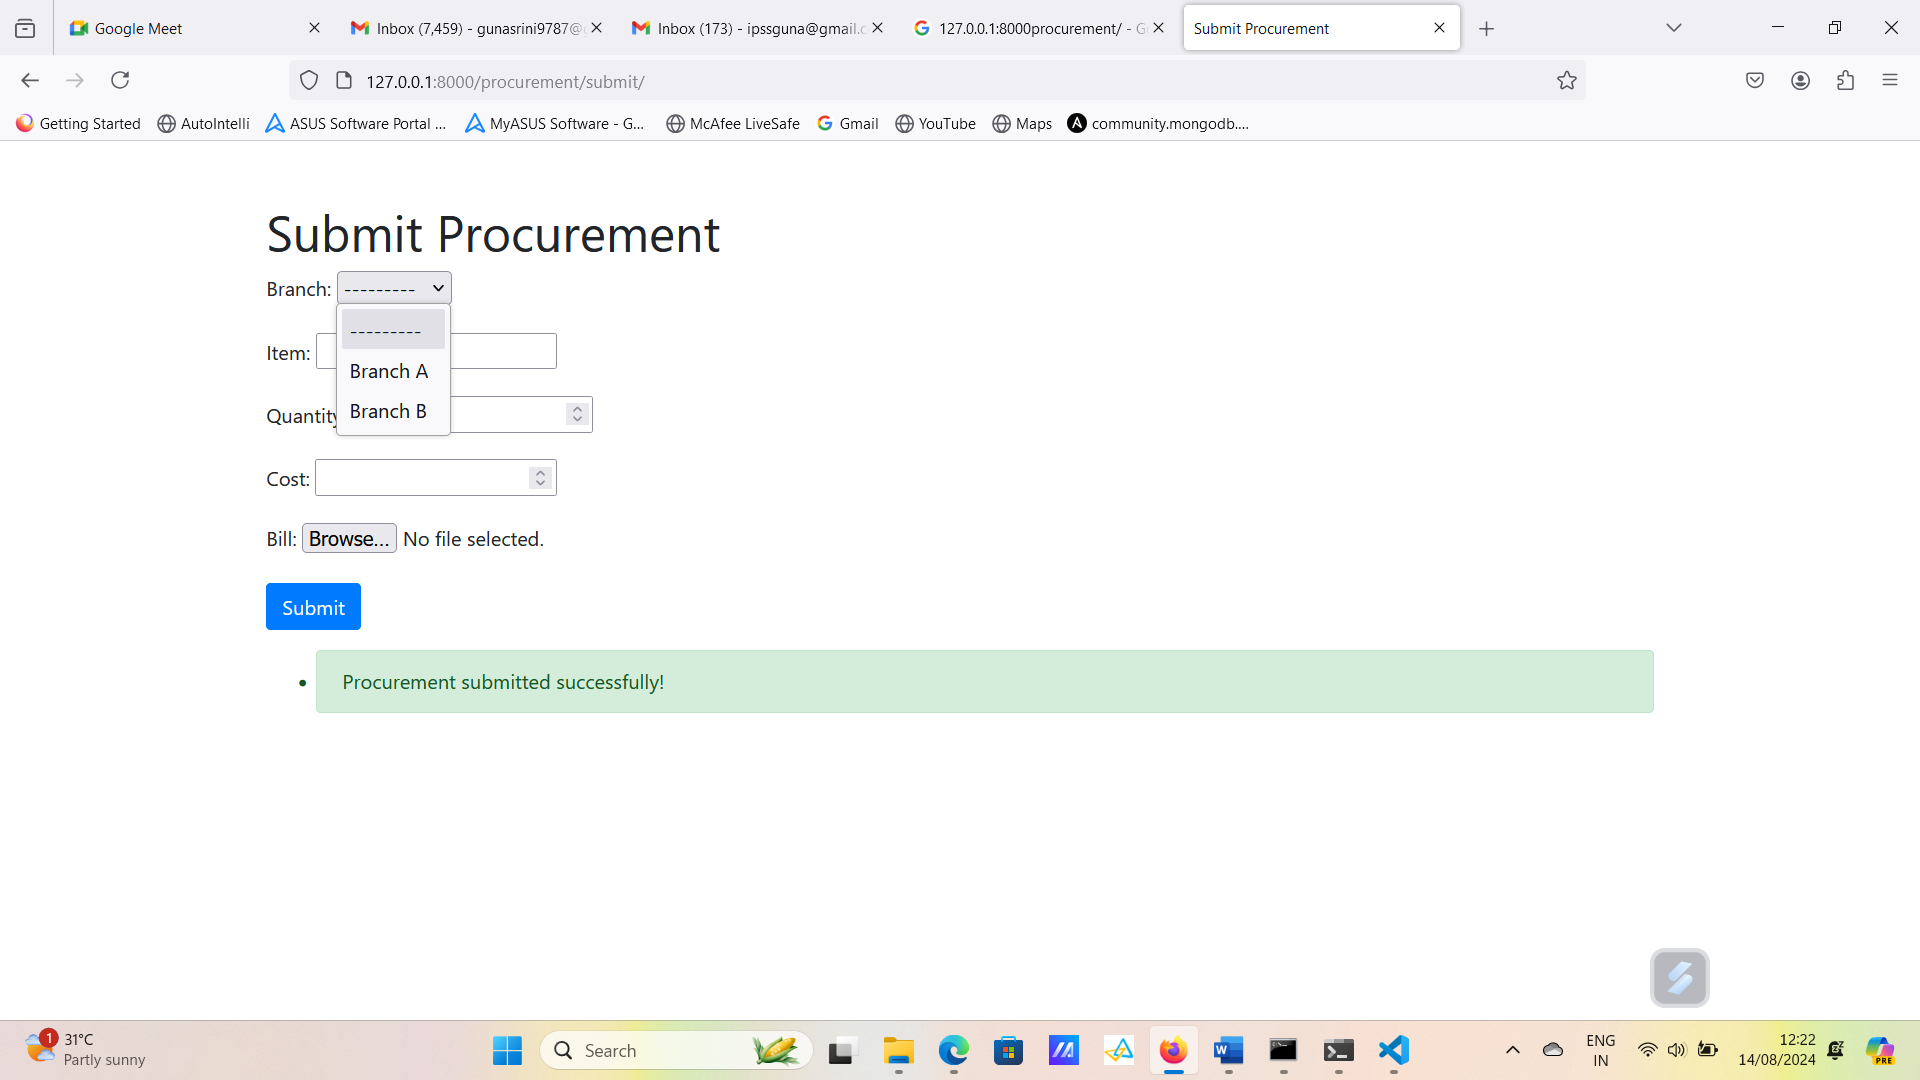 Google Meet
Inbox (7,459) - gunasrini9787@
Inbox (173) - ipssguna@gmail.c
127.0.0.1:8000procurement/ - G
Submit Procurement
127.0.0.1:8000/procurement/submit/
Getting Started
AutoIntelli
ASUS Software Portal ...
MyASUS Software - G...
McAfee LiveSafe
Gmail
YouTube
Maps
community.mongodb....
Submit Procurement
Branch: ---------
---------
Branch A
Branch B
Item:
Quantity
Cost:
Bill: Browse... No file selected.
Submit
• Procurement submitted successfully!
1
31°C
Partly sunny
Search
ENG
IN
12:22
14/08/2024
PRE